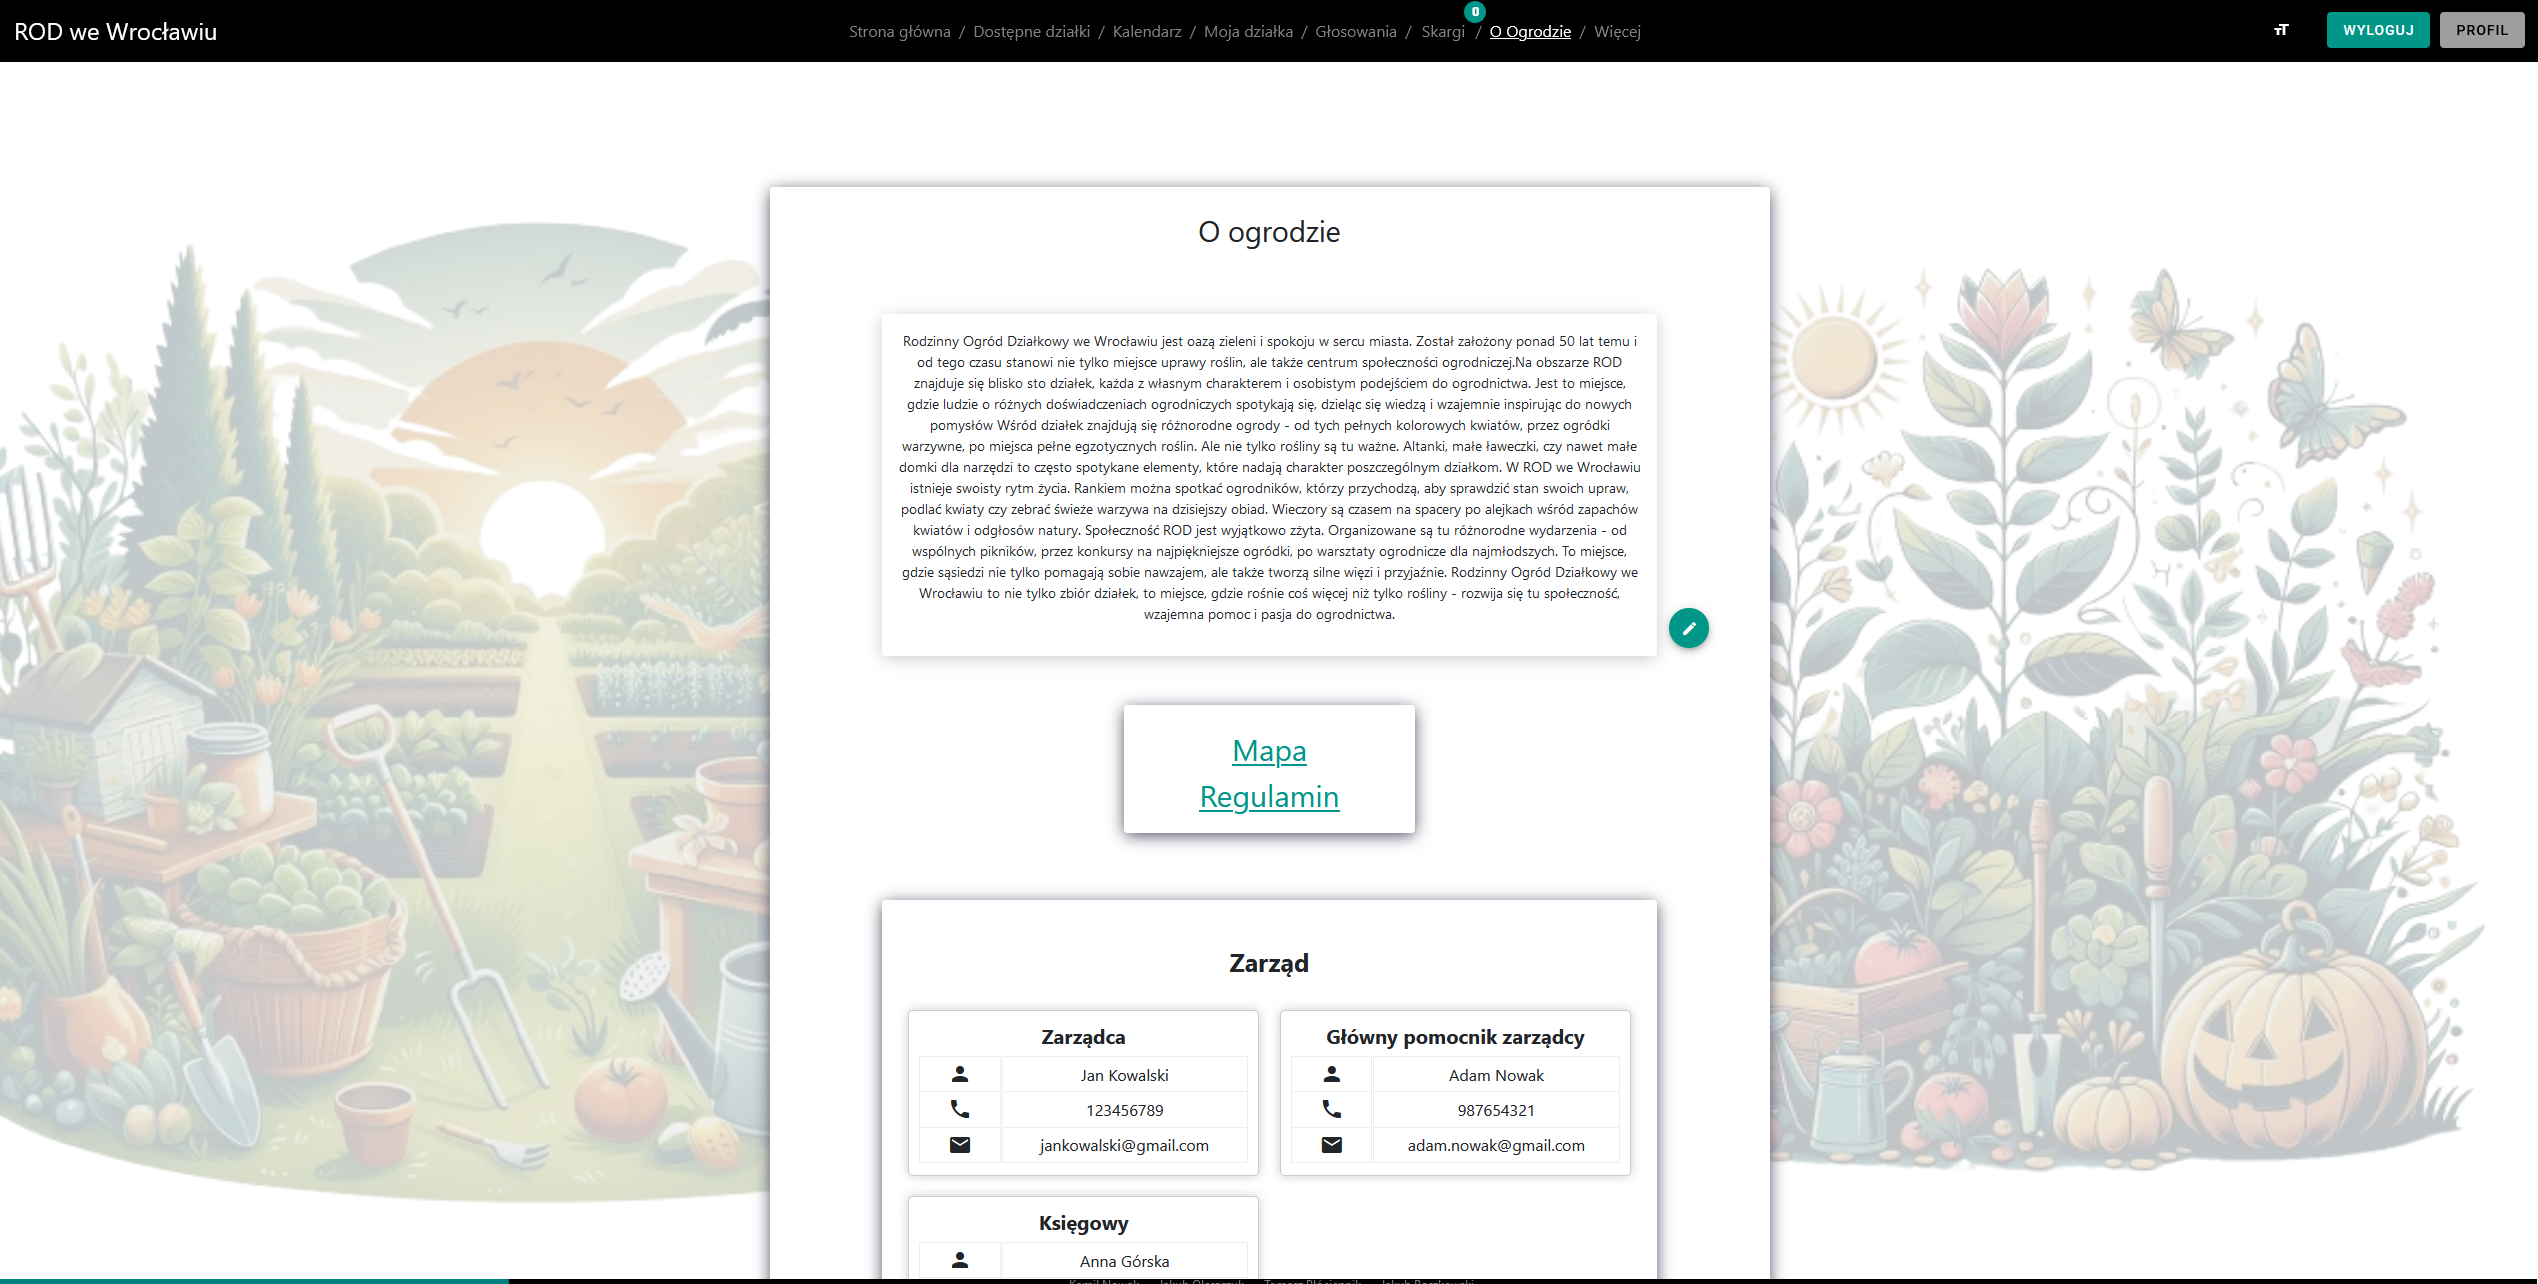 ROD we Wrocławiu
Strona główna / Dostępne działki / Kalendarz / Moja działka / Głosowania / Skargi 0 / O Ogrodzie / Więcej
WYLOGUJ PROFIL
O ogrodzie
Rodzinny Ogród Działkowy we Wrocławiu jest oazą zieleni i spokoju w sercu miasta. Został założony ponad 50 lat temu i
od tego czasu stanowi nie tylko miejsce uprawy roślin, ale także centrum społeczności ogrodniczej.Na obszarze ROD
znajduje się blisko sto działek, każda z własnym charakterem i osobistym podejściem do ogrodnictwa. Jest to miejsce,
gdzie ludzie o różnych doświadczeniach ogrodniczych spotykają się, dzieląc się wiedzą i wzajemnie inspirując do nowych
pomysłów Wśród działek znajdują się różnorodne ogrody - od tych pełnych kolorowych kwiatów, przez ogródki
warzywne, po miejsca pełne egzotycznych roślin. Ale nie tylko rośliny są tu ważne. Altanki, małe ławeczki, czy nawet małe
domki dla narzędzi to często spotykane elementy, które nadają charakter poszczególnym działkom. W ROD we Wrocławiu
istnieje swoisty rytm życia. Rankiem można spotkać ogrodników, którzy przychodzą, aby sprawdzić stan swoich upraw,
podlać kwiaty czy zebrać świeże warzywa na dzisiejszy obiad. Wieczory są czasem na spacery po alejkach wśród zapachów
kwiatów i odgłosów natury. Społeczność ROD jest wyjątkowo zżyta. Organizowane są tu różnorodne wydarzenia - od
wspólnych pikników, przez konkursy na najpiękniejsze ogródki, po warsztaty ogrodnicze dla najmłodszych. To miejsce,
gdzie sąsiedzi nie tylko pomagają sobie nawzajem, ale także tworzą silne więzi i przyjaźnie. Rodzinny Ogród Działkowy we
Wrocławiu to nie tylko zbiór działek, to miejsce, gdzie rośnie coś więcej niż tylko rośliny - rozwija się tu społeczność,
wzajemna pomoc i pasja do ogrodnictwa.
Mapa
Regulamin
Zarząd
Zarządca
Jan Kowalski
123456789
jankowalski@gmail.com
Główny pomocnik zarządcy
Adam Nowak
987654321
adam.nowak@gmail.com
Księgowy
Anna Górska